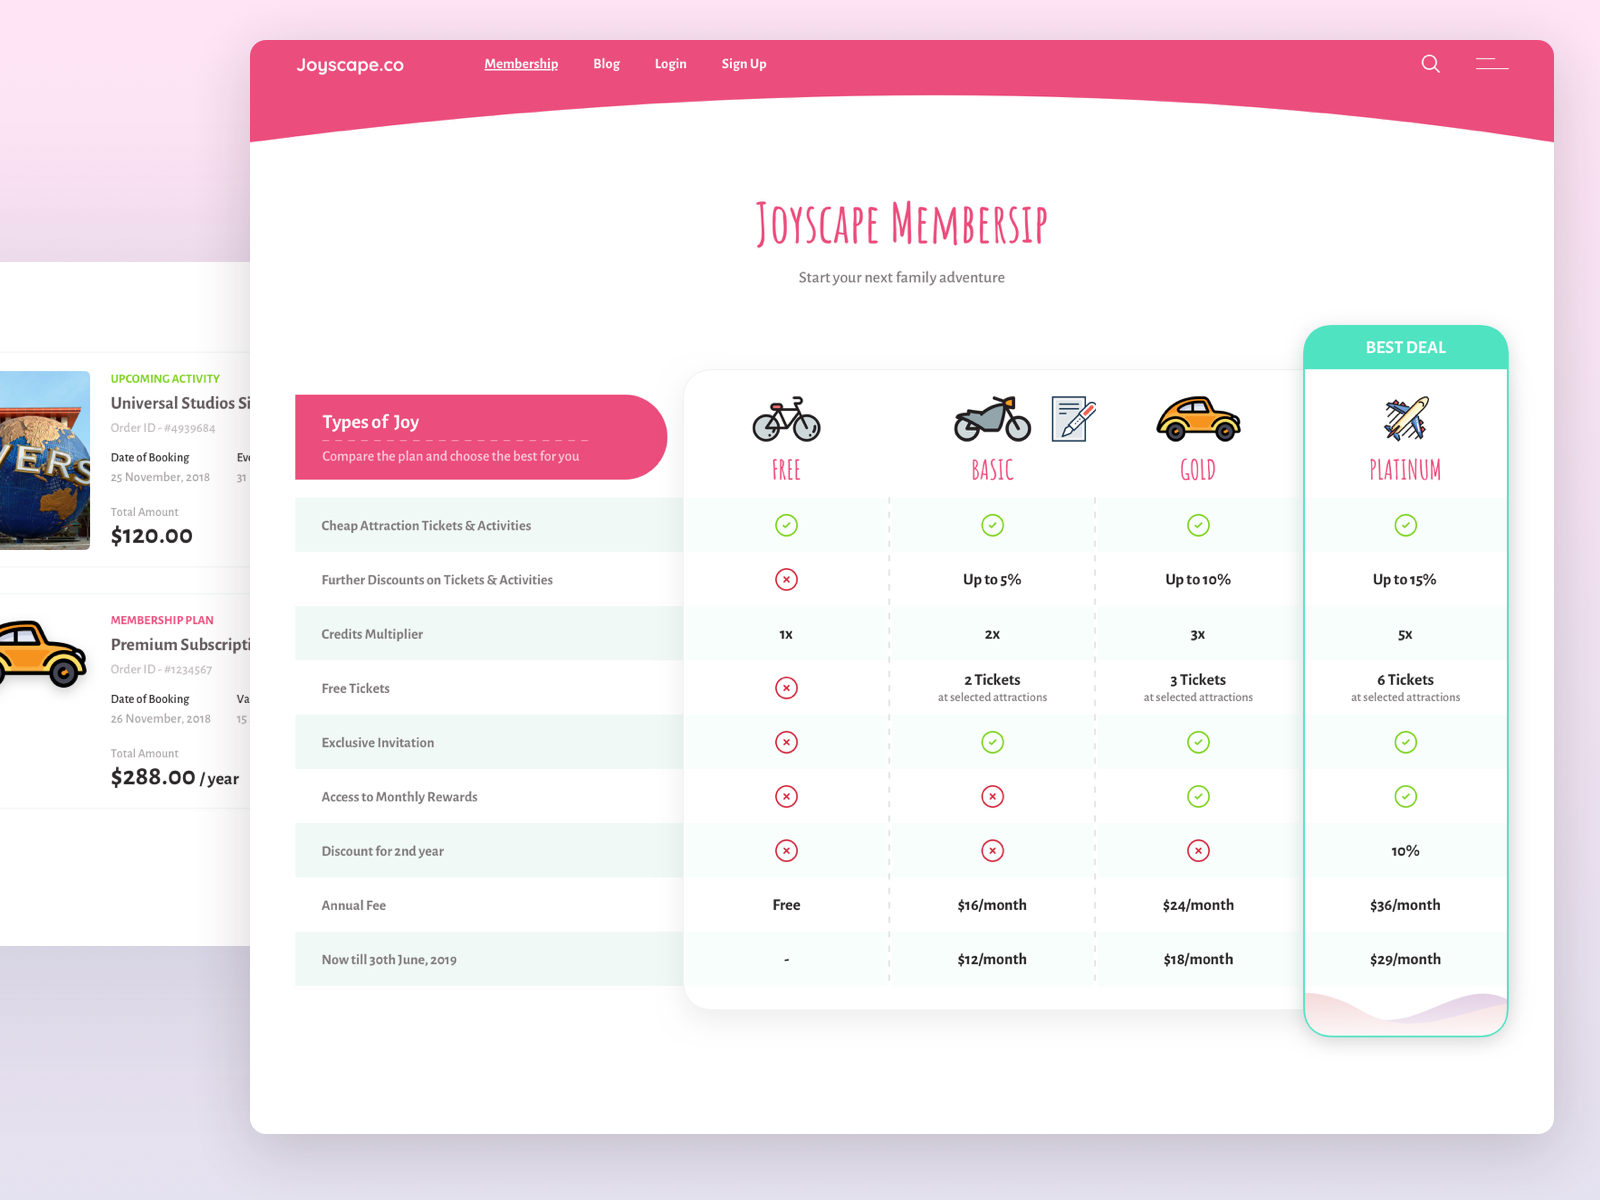 Joyscape.co
Membership Blog Login Sign Up
Joyscape Membersip
Start your next family adventure
BEST DEAL
Types of Joy
Compare the plan and choose the best for you
FREE BASIC GOLD PLATINUM
Cheap Attraction Tickets & Activities
Further Discounts on Tickets & Activities Up to 5% Up to 10% Up to 15%
Credits Multiplier 1x 2x 3x 5x
Free Tickets 2 Tickets 3 Tickets 6 Tickets
at selected attractions at selected attractions at selected attractions
Exclusive Invitation
Access to Monthly Rewards
Discount for 2nd year 10%
Annual Fee Free $16/month $24/month $36/month
Now till 30th June, 2019 - $12/month $18/month $29/month
VERS
UPCOMING ACTIVITY
Universal Studios Si
Order ID - #4939684
Date of Booking
25 November, 2018 31
Total Amount
$120.00
MEMBERSHIP PLAN
Premium Subscripti
Order ID - #1234567
Date of Booking Va
26 November, 2018 15
Total Amount
$288.00 / year